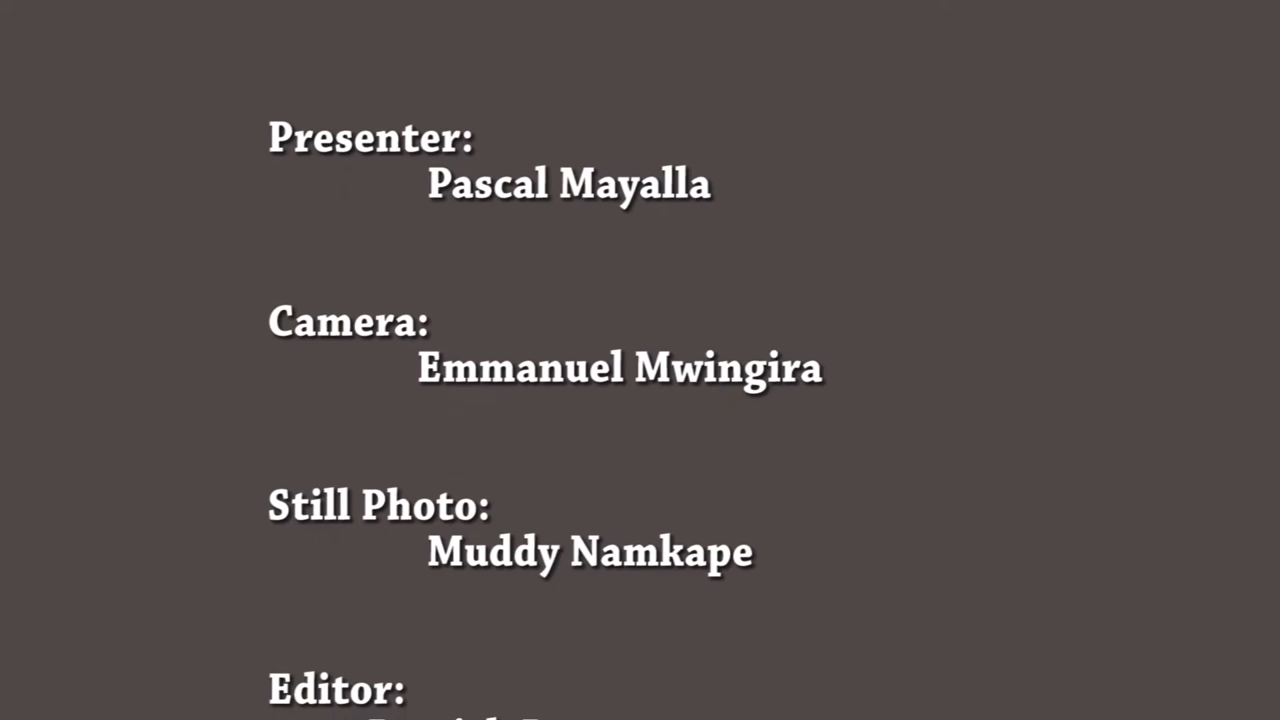 Presenter:
Pascal Mayalla
Camera:
Emmanuel Mwingira
Still Photo:
Muddy Namkape
Editor: